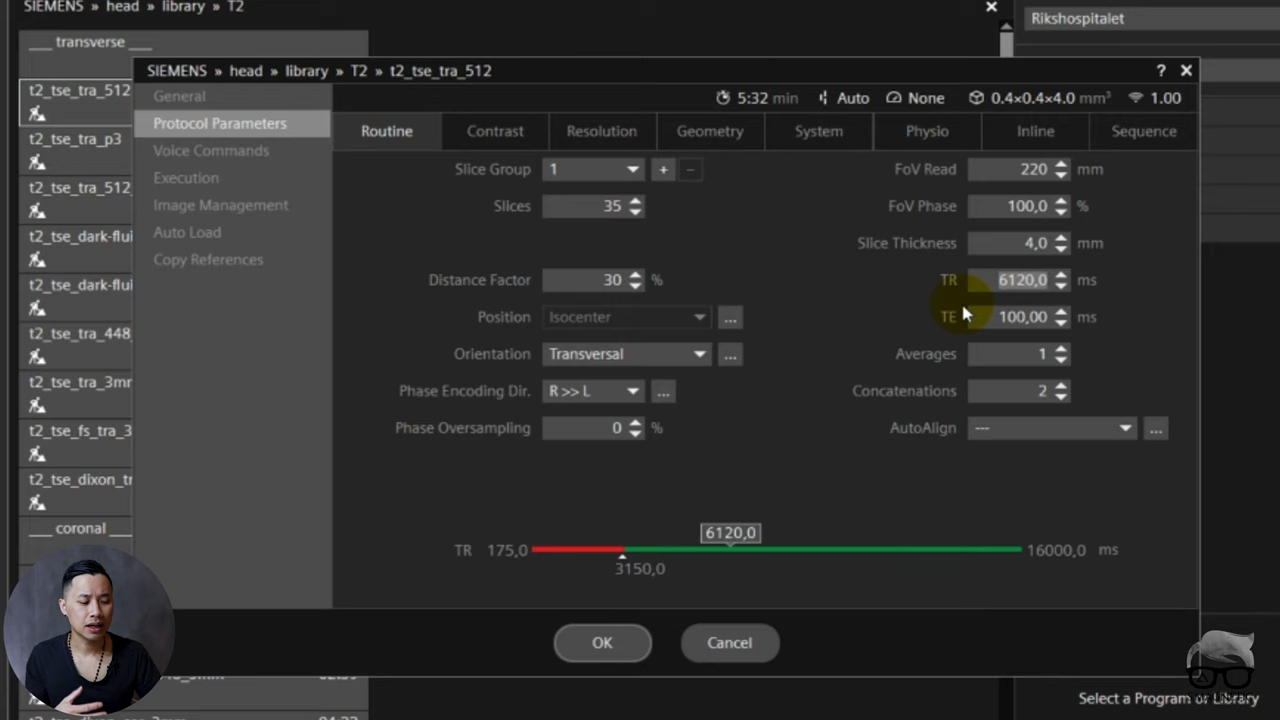 SIEMENS » head » library » T2
Rikshospitalet
___ transverse ___
t2_tse_tra_512
t2_tse_tra_p3
t2_tse_tra_512
t2_tse_dark-flui
t2_tse_dark-flui
t2_tse_tra_448
t2_tse_tra_3m
t2_tse_fs_tra_3
t2_tse_dixon_tr
___ coronal ___
SIEMENS » head » library » T2 » t2_tse_tra_512
? ×
General
Protocol Parameters
Voice Commands
Execution
Image Management
Auto Load
Copy References
5:32 min Auto None 0.4×0.4×4.0 mm³ 1.00
Routine Contrast Resolution Geometry System Physio Inline Sequence
Slice Group 1 + − FoV Read 220 mm
Slices 35 FoV Phase 100,0 %
Slice Thickness 4,0 mm
Distance Factor 30 % TR 6120,0 ms
Position Isocenter ... TE 100,00 ms
Orientation Transversal ... Averages 1
Phase Encoding Dir. R >> L ... Concatenations 2
Phase Oversampling 0 % AutoAlign --- ...
6120,0
TR 175,0 16000,0 ms
3150,0
OK Cancel
Select a Program or Library